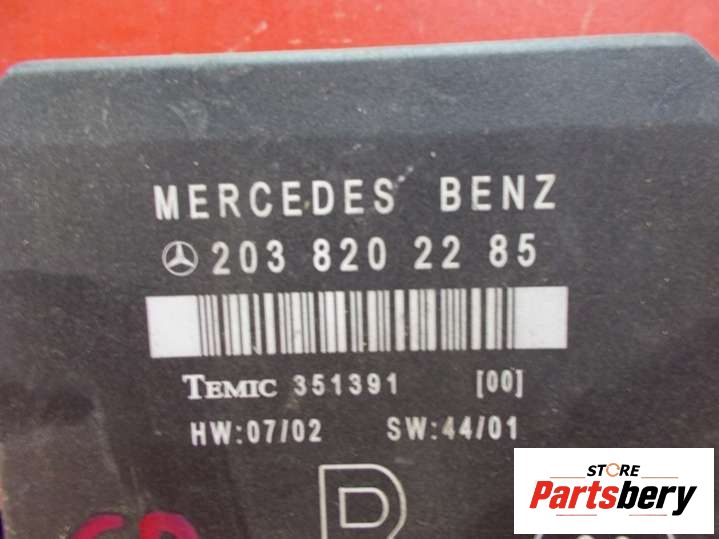 MERCEDES BENZ
203 820 22 85
TEMIC 351391 [00]
HW:07/02 SW:44/01
STORE
Partsbery